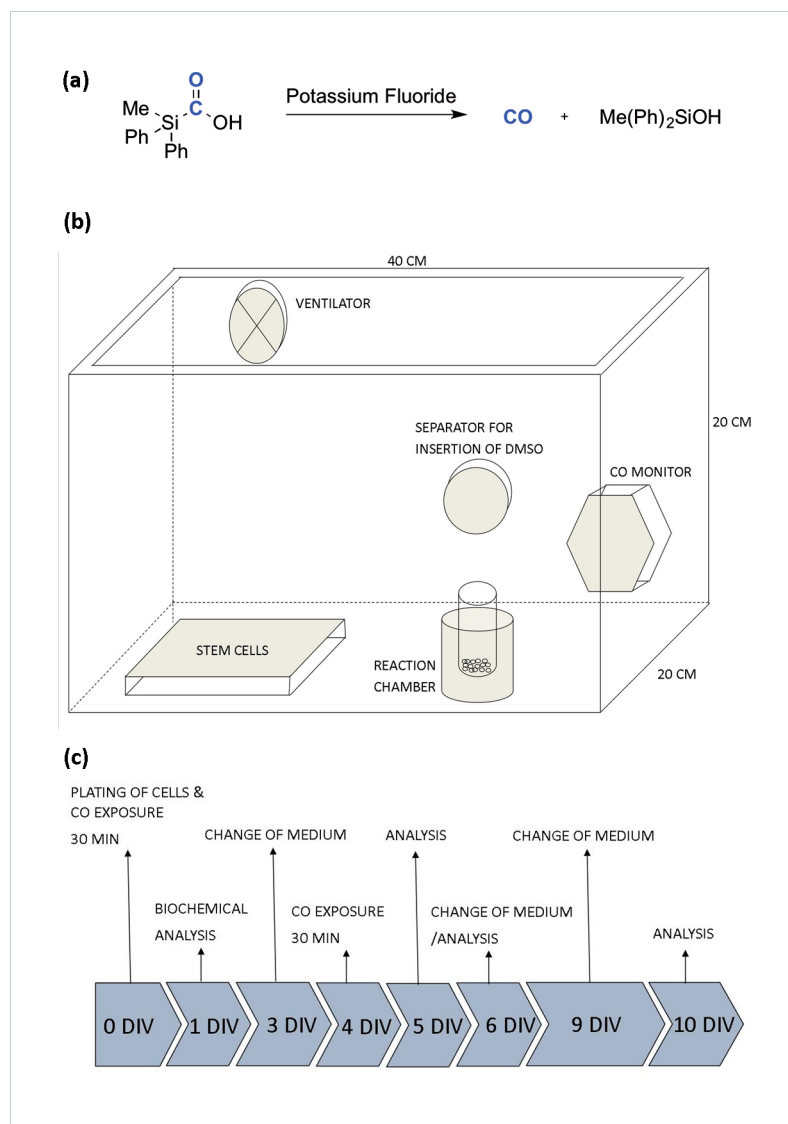 (a)
O
Me
C
Si
OH
Ph
Ph
Potassium Fluoride
CO + Me(Ph)₂SiOH
(b)
40 CM
VENTILATOR
SEPARATOR FOR
INSERTION OF DMSO
20 CM
CO MONITOR
STEM CELLS
REACTION
CHAMBER
20 CM
(c)
PLATING OF CELLS &
CO EXPOSURE
30 MIN
CHANGE OF MEDIUM
ANALYSIS
CHANGE OF MEDIUM
BIOCHEMICAL
ANALYSIS
CO EXPOSURE
30 MIN
CHANGE OF MEDIUM
/ANALYSIS
ANALYSIS
0 DIV
1 DIV
3 DIV
4 DIV
5 DIV
6 DIV
9 DIV
10 DIV